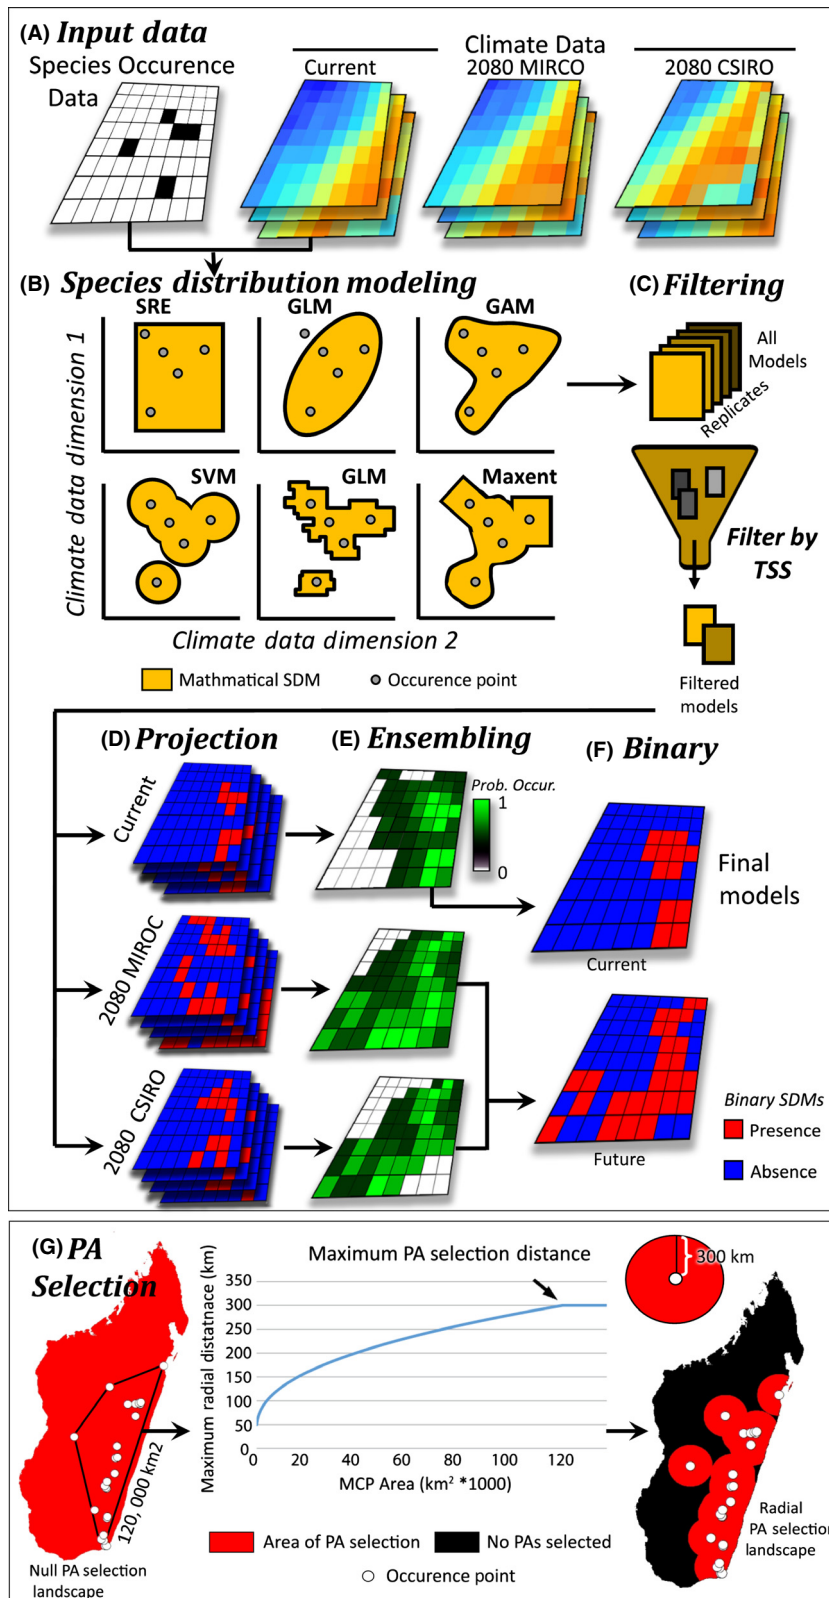 (A) Input data
Species Occurence
Data
Climate Data
Current
2080 MIRCO
2080 CSIRO
(B) Species distribution modeling
(C) Filtering
SRE
GLM
GAM
SVM
GLM
Maxent
Climate data dimension 1
Climate data dimension 2
Mathmatical SDM
Occurence point
All
Models
Replicates
Filter by
TSS
Filtered
models
(D) Projection
(E) Ensembling
(F) Binary
Current
Prob. Occur.
1
0
Final
models
Current
2080 MIROC
2080 CSIRO
Future
Binary SDMs
Presence
Absence
(G) PA
Selection
120, 000 km2
Null PA selection
landscape
Maximum PA selection distance
Maximum radial distatnace (km)
350
300
250
200
150
100
50
0
0
20
40
60
80
100
120
MCP Area (km² *1000)
300 km
Radial
PA selection
landscape
Area of PA selection
No PAs selected
Occurence point